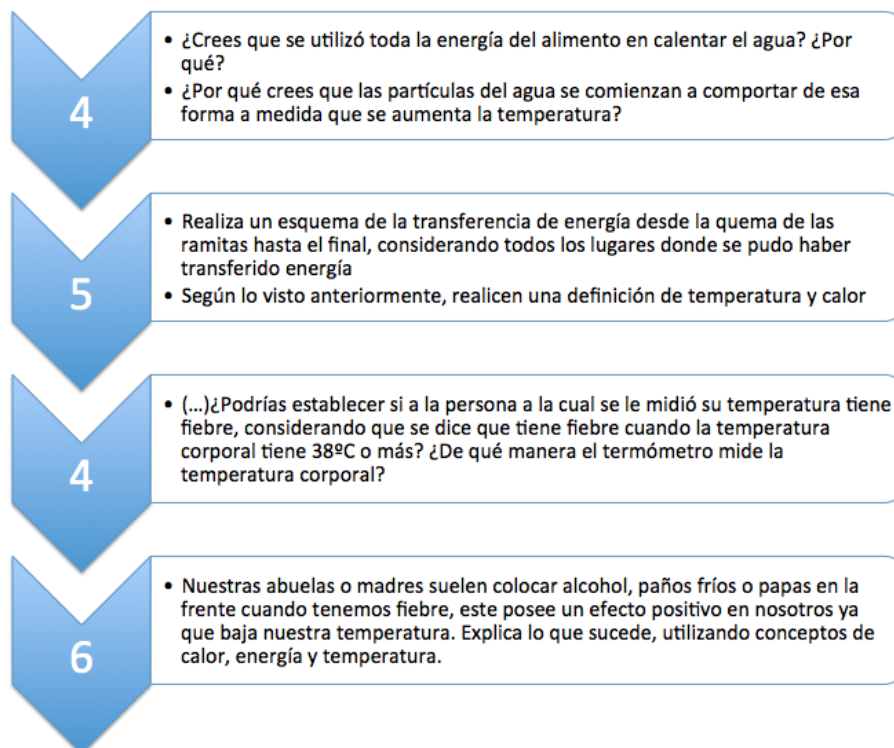 4
• ¿Crees que se utilizó toda la energía del alimento en calentar el agua? ¿Por
qué?
• ¿Por qué crees que las partículas del agua se comienzan a comportar de esa
forma a medida que se aumenta la temperatura?
5
• Realiza un esquema de la transferencia de energía desde la quema de las
ramitas hasta el final, considerando todos los lugares donde se pudo haber
transferido energía
• Según lo visto anteriormente, realicen una definición de temperatura y calor
4
• (...)¿Podrías establecer si a la persona a la cual se le midió su temperatura tiene
fiebre, considerando que se dice que tiene fiebre cuando la temperatura
corporal tiene 38ºC o más? ¿De qué manera el termómetro mide la
temperatura corporal?
6
• Nuestras abuelas o madres suelen colocar alcohol, paños fríos o papas en la
frente cuando tenemos fiebre, este posee un efecto positivo en nosotros ya
que baja nuestra temperatura. Explica lo que sucede, utilizando conceptos de
calor, energía y temperatura.